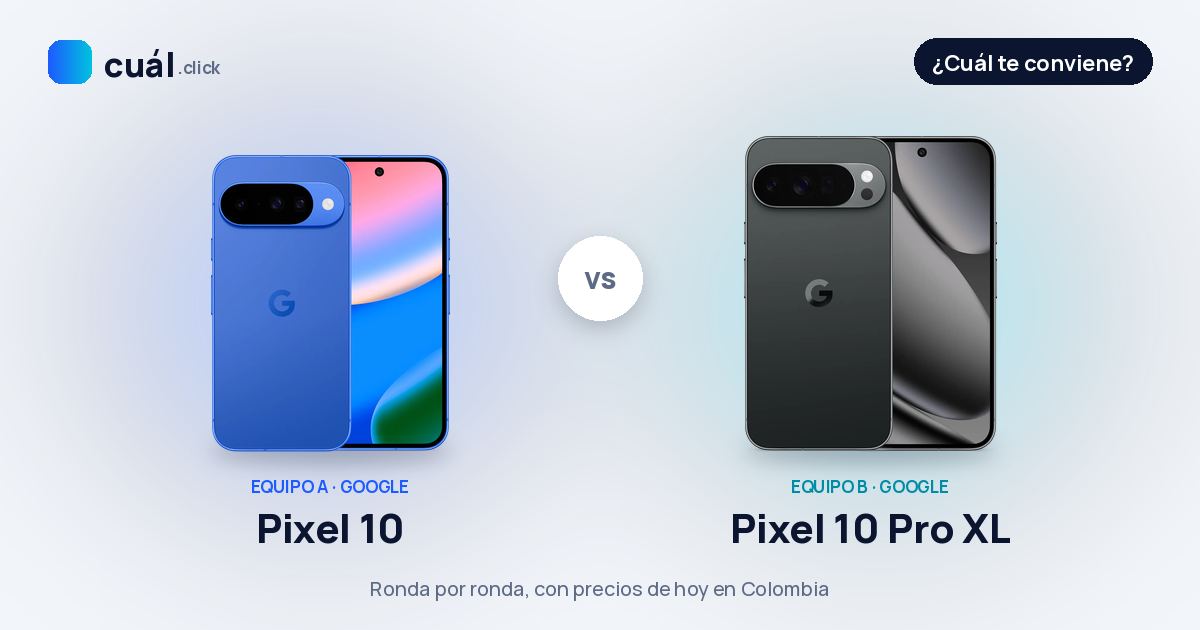 cuál.click
¿Cuál te conviene?
VS
EQUIPO A · GOOGLE
Pixel 10
EQUIPO B · GOOGLE
Pixel 10 Pro XL
Ronda por ronda, con precios de hoy en Colombia